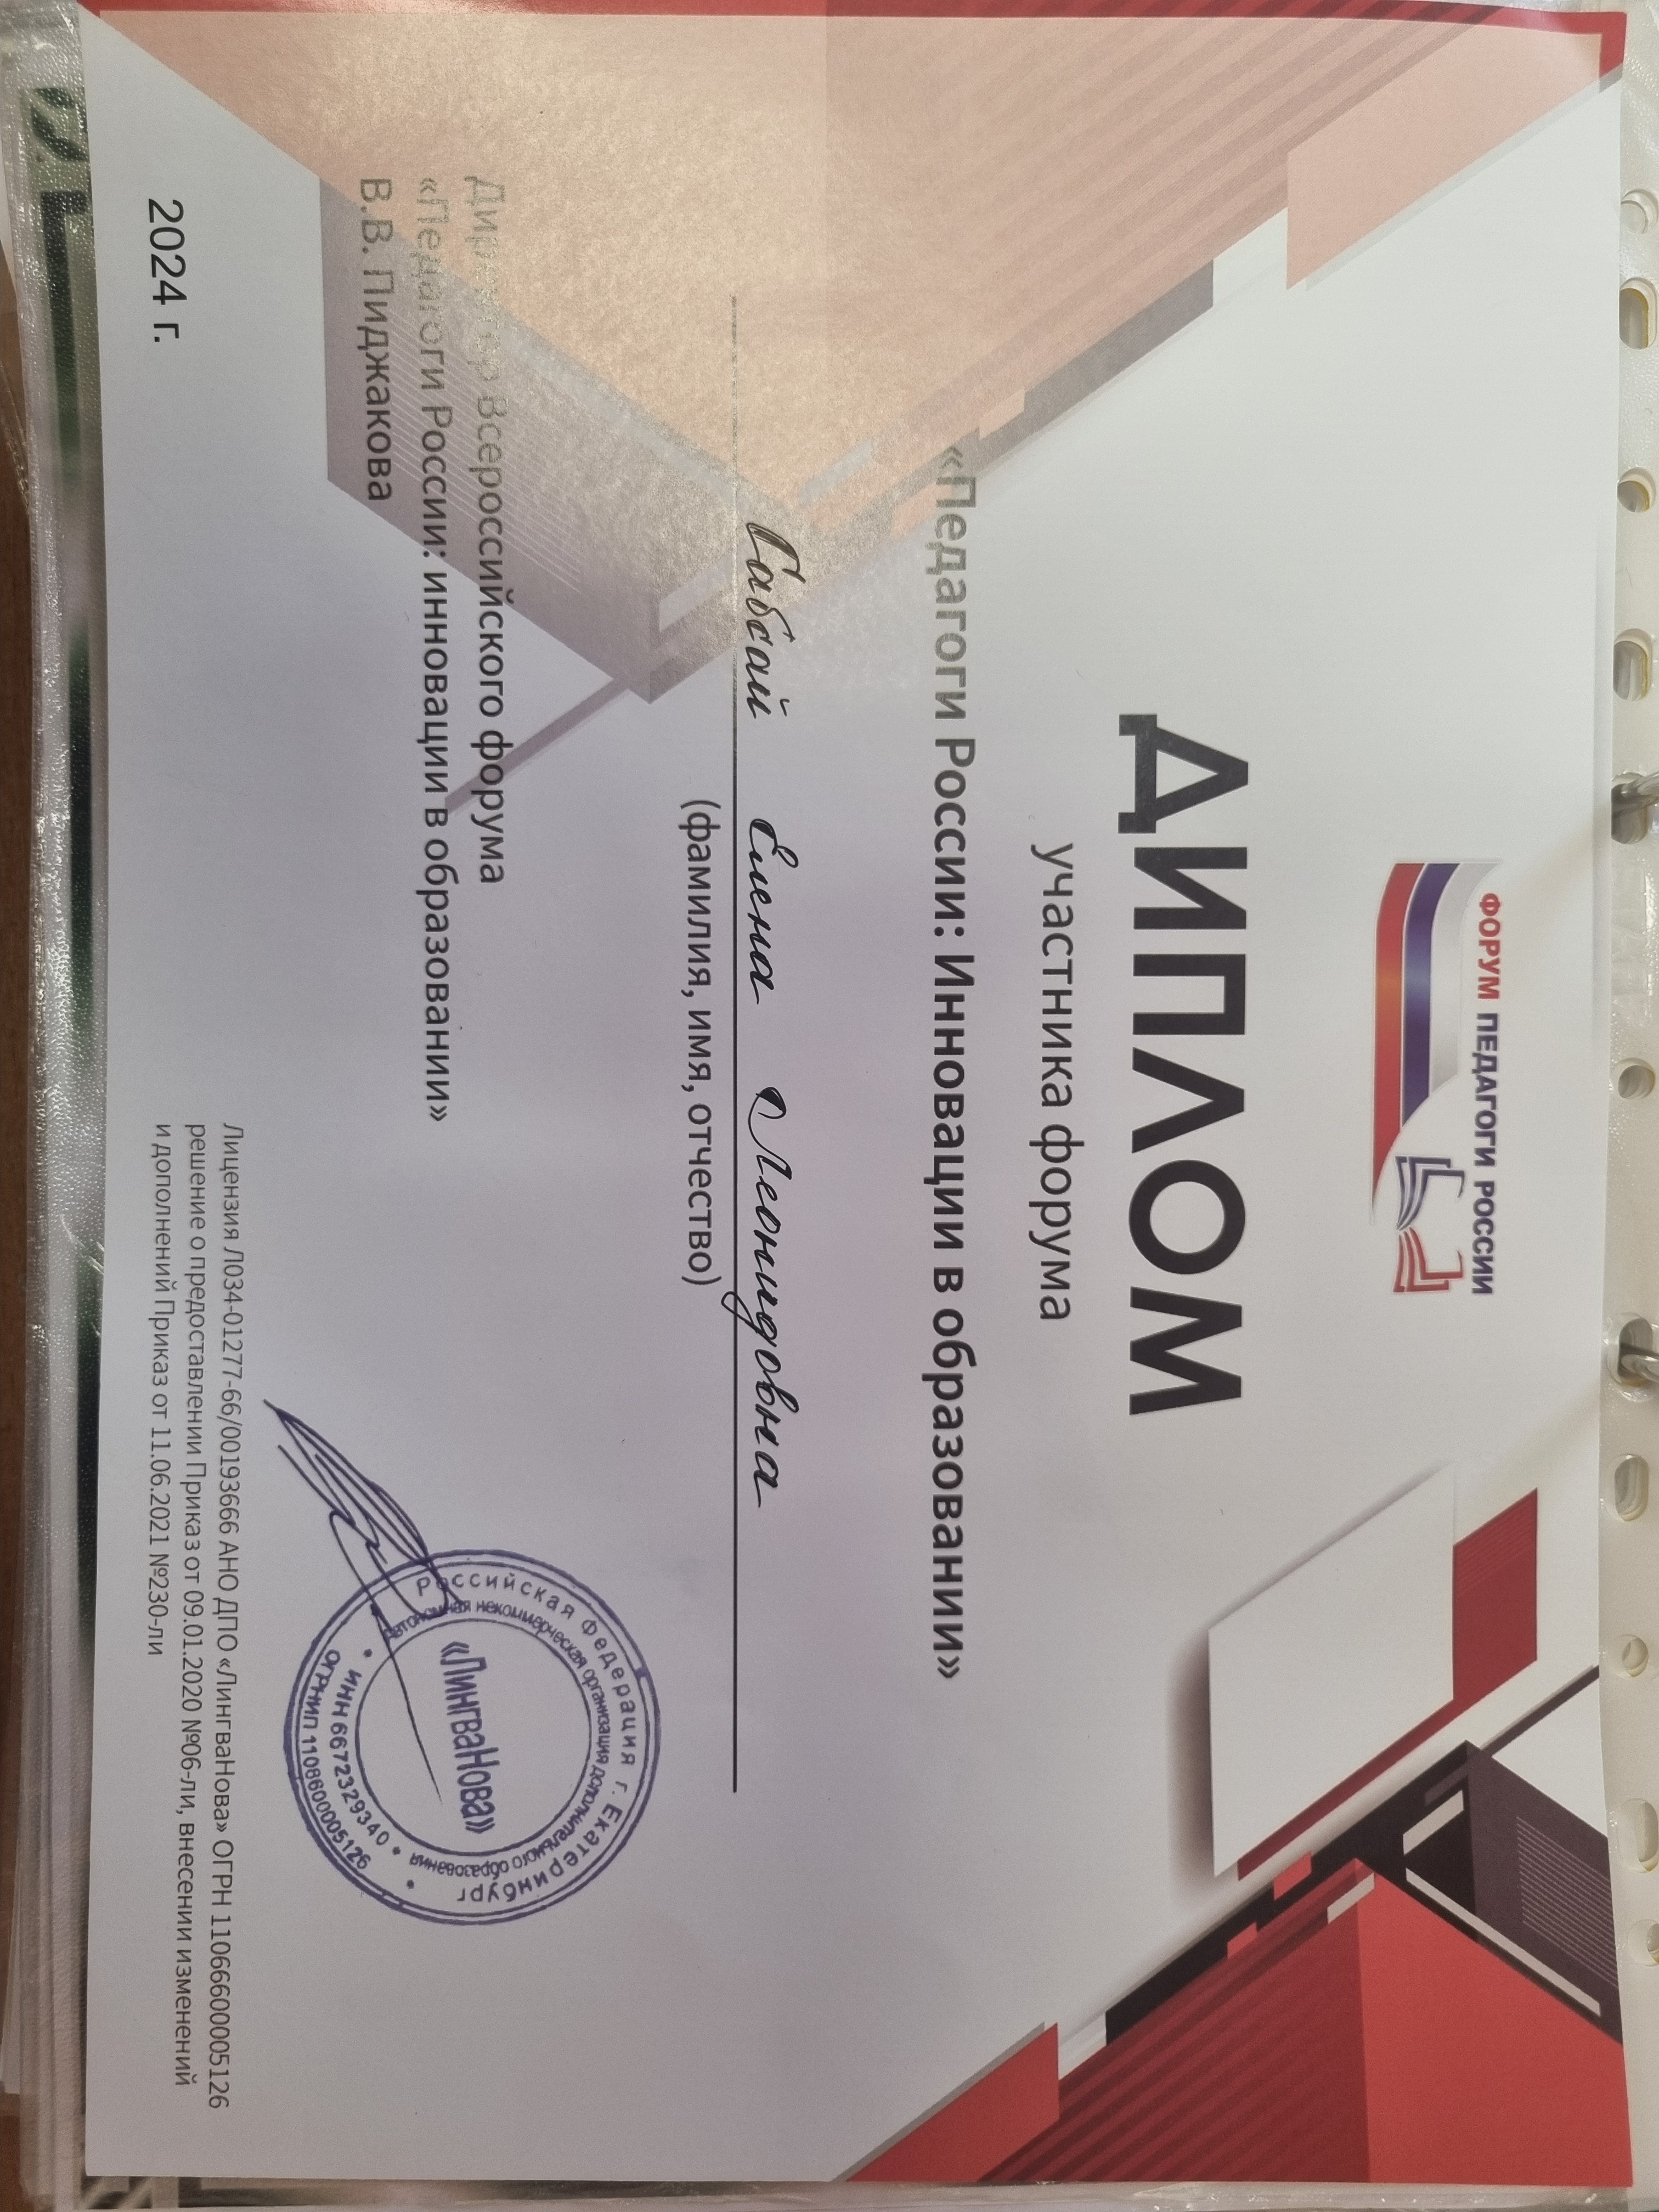 ФОРУМ ПЕДАГОГИ РОССИИ
ДИПЛОМ
участника форума
«Педагоги России: Инновации в образовании»
Габсай Елена Леонидовна
(фамилия, имя, отчество)
Директор Всероссийского форума
«Педагоги России: инновации в образовании»
В.В. Пиджакова
Российская Федерация г. Екатеринбург
Автономная некоммерческая организация дополнительного образования
«ЛингваНова»
ИНН 6672329340
ОГРНИП 1106600005126
2024 г.
Лицензия Л034-01277-66/00193666 АНО ДПО «ЛингваНова» ОГРН 1106600005126
решение о предоставлении Приказ от 09.01.2020 №06-ли, внесении изменений
и дополнений Приказ от 11.06.2021 №230-ли